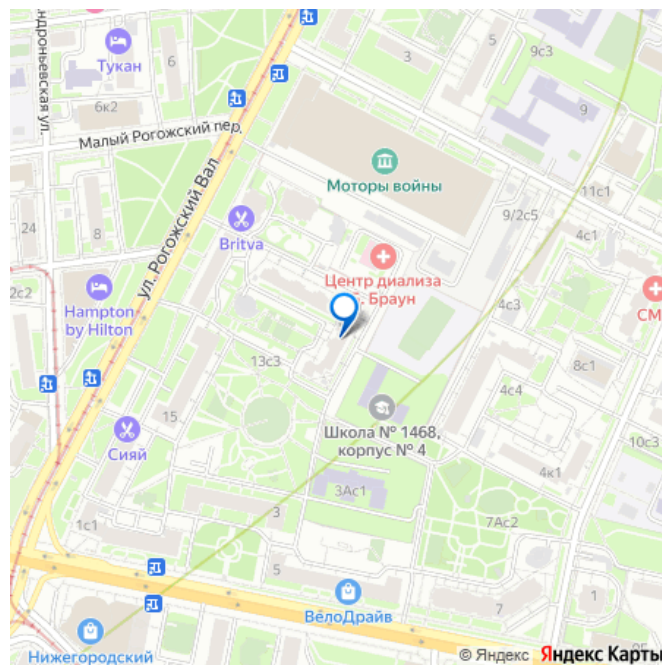 ндроньевская ул.
Тукан
6
3
5
9с3
9
6к2
Малый Рогожский пер.
Моторы войны
ул. Рогожский Вал
11с1
9/2с5
4с1
24
8
Britva
Центр диализа
Браун
2с2
Hampton
by Hilton
4с3
СМ
8с1
13с3
4с4
15
Школа № 1468,
корпус № 4
Сияй
10с3
4к1
3Ас1
3
7Ас2
1с1
5
ВелоДрайв
7
1
Нижегородский
© Яндекс Яндекс Карты